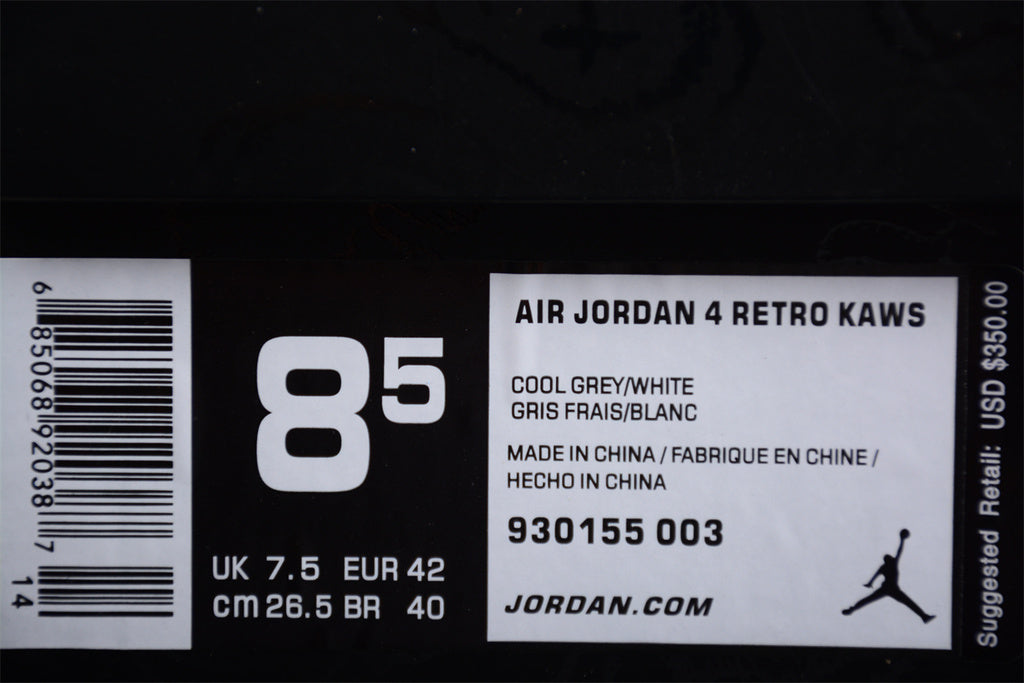 6 85068 92038 7
14
8 5
UK 7.5 EUR 42
cm 26.5 BR 40
AIR JORDAN 4 RETRO KAWS
COOL GREY/WHITE
GRIS FRAIS/BLANC
MADE IN CHINA / FABRIQUE EN CHINE /
HECHO IN CHINA
930155 003
JORDAN.COM
Suggested Retail: USD $350.00